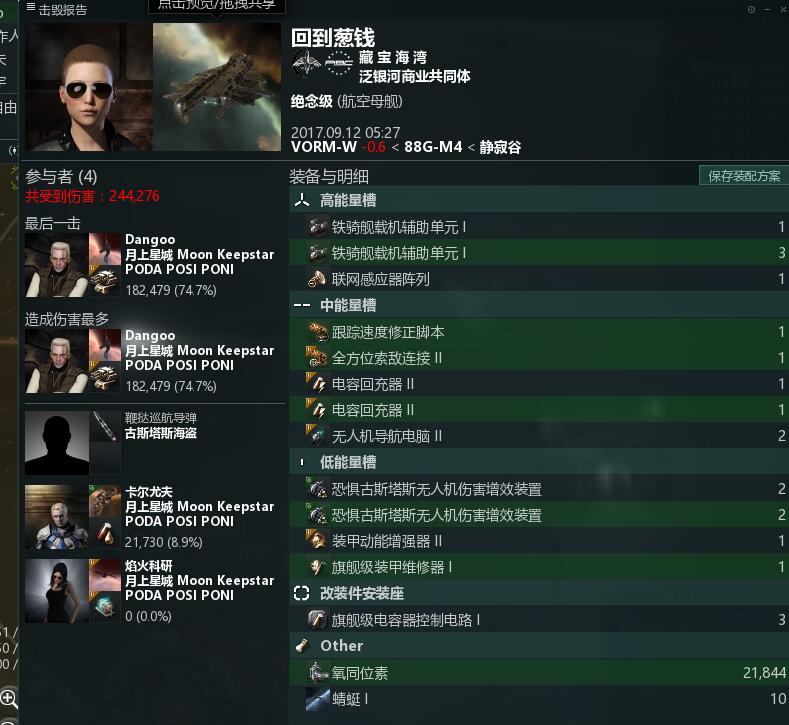 点击预览/拖拽共享
击毁报告
回到葱钱
藏宝海湾
泛银河商业共同体
绝念级 (航空母舰)
2017.09.12 05:27
VORM-W -0.6 < 88G-M4 < 静寂谷
参与者 (4)
共受到伤害：244,276
最后一击
Dangoo
月上星城 Moon Keepstar
PODA POSI PONI
182,479 (74.7%)
造成伤害最多
Dangoo
月上星城 Moon Keepstar
PODA POSI PONI
182,479 (74.7%)
鞭挞巡航导弹
古斯塔斯海盗
卡尔尤夫
月上星城 Moon Keepstar
PODA POSI PONI
21,730 (8.9%)
焰火科研
月上星城 Moon Keepstar
PODA POSI PONI
0 (0.0%)
装备与明细
保存装配方案
高能量槽
铁骑舰载机辅助单元 I 1
铁骑舰载机辅助单元 I 3
联网感应器阵列 1
中能量槽
跟踪速度修正脚本 1
全方位索敌连接 II 1
电容回充器 II 1
电容回充器 II 1
无人机导航电脑 II 2
低能量槽
恐惧古斯塔斯无人机伤害增效装置 2
恐惧古斯塔斯无人机伤害增效装置 2
装甲动能增强器 II 1
旗舰级装甲维修器 I 1
改装件安装座
旗舰级电容器控制电路 I 3
Other
氧同位素 21,844
蜻蜓 I 10